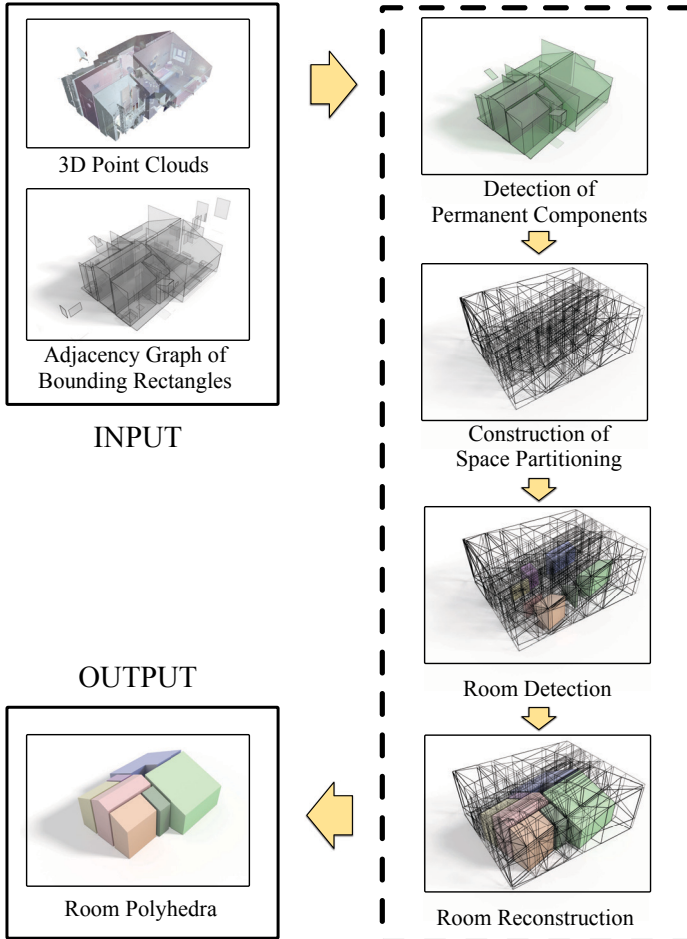 3D Point Clouds
Adjacency Graph of
Bounding Rectangles
INPUT
Detection of
Permanent Components
Construction of
Space Partitioning
Room Detection
Room Reconstruction
OUTPUT
Room Polyhedra